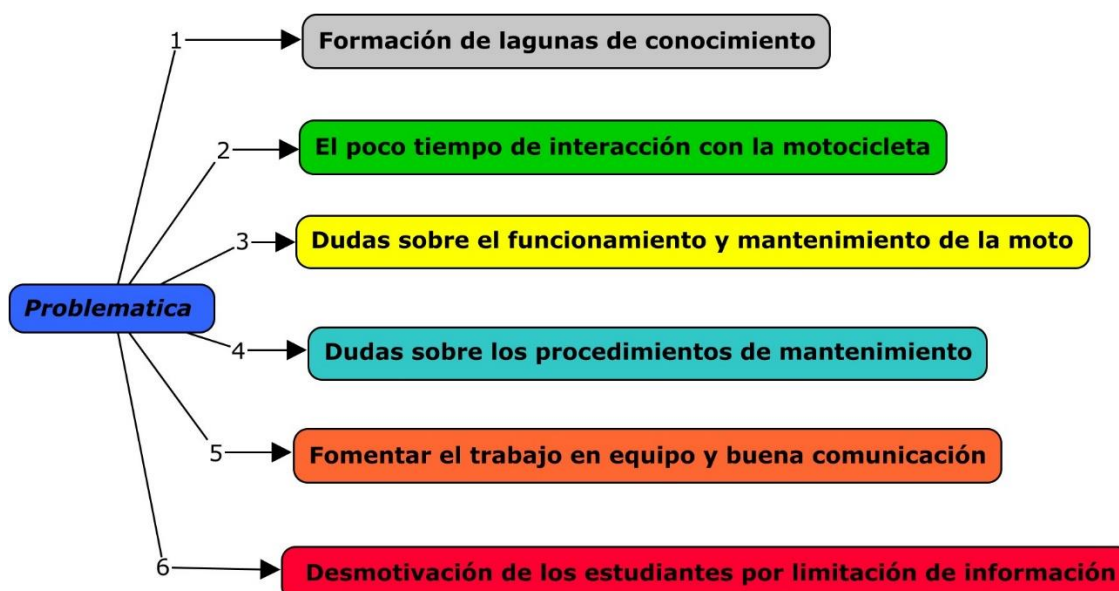 1
Formación de lagunas de conocimiento
2
El poco tiempo de interacción con la motocicleta
3
Dudas sobre el funcionamiento y mantenimiento de la moto
Problematica
4
Dudas sobre los procedimientos de mantenimiento
5
Fomentar el trabajo en equipo y buena comunicación
6
Desmotivación de los estudiantes por limitación de información